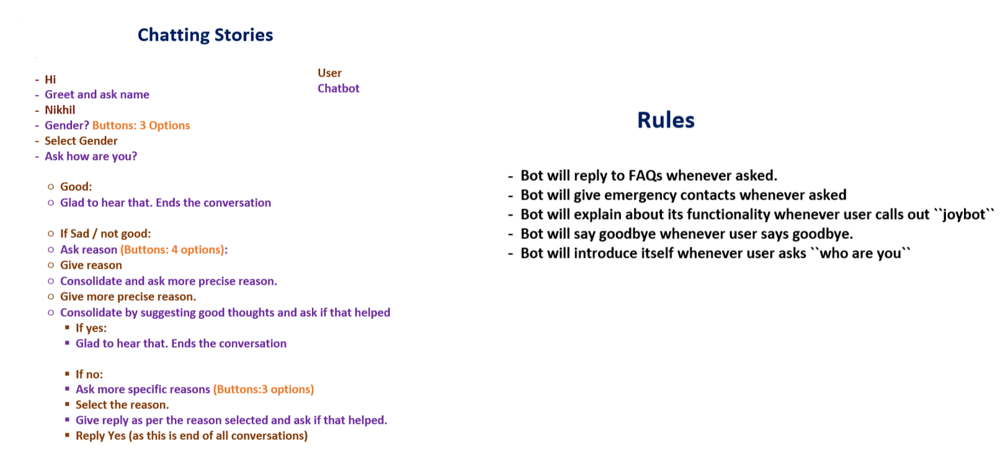 Chatting Stories
- Hi
- Greet and ask name
- Nikhil
- Gender? Buttons: 3 Options
- Select Gender
- Ask how are you?
○ Good:
○ Glad to hear that. Ends the conversation
○ If Sad / not good:
○ Ask reason (Buttons: 4 options):
○ Give reason
○ Consolidate and ask more precise reason.
○ Give more precise reason.
○ Consolidate by suggesting good thoughts and ask if that helped
▪ If yes:
▪ Glad to hear that. Ends the conversation
▪ If no:
▪ Ask more specific reasons (Buttons:3 options)
▪ Select the reason.
▪ Give reply as per the reason selected and ask if that helped.
▪ Reply Yes (as this is end of all conversations)
User
Chatbot
Rules
- Bot will reply to FAQs whenever asked.
- Bot will give emergency contacts whenever asked
- Bot will explain about its functionality whenever user calls out ``joybot``
- Bot will say goodbye whenever user says goodbye.
- Bot will introduce itself whenever user asks ``who are you``